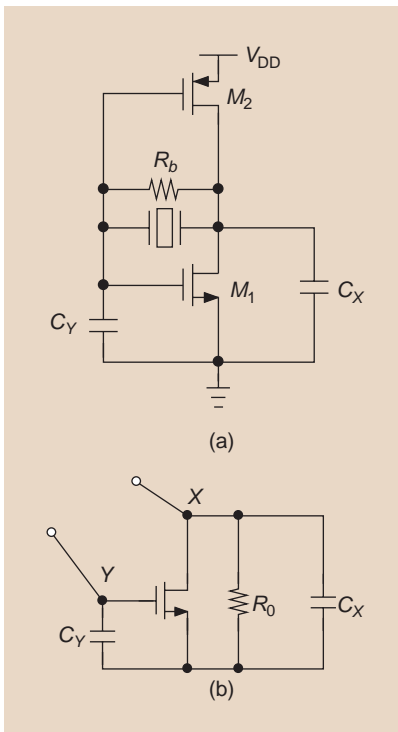 V_DD
M_2
R_b
M_1
C_Y
C_X
(a)
X
Y
C_Y
R_0
C_X
(b)